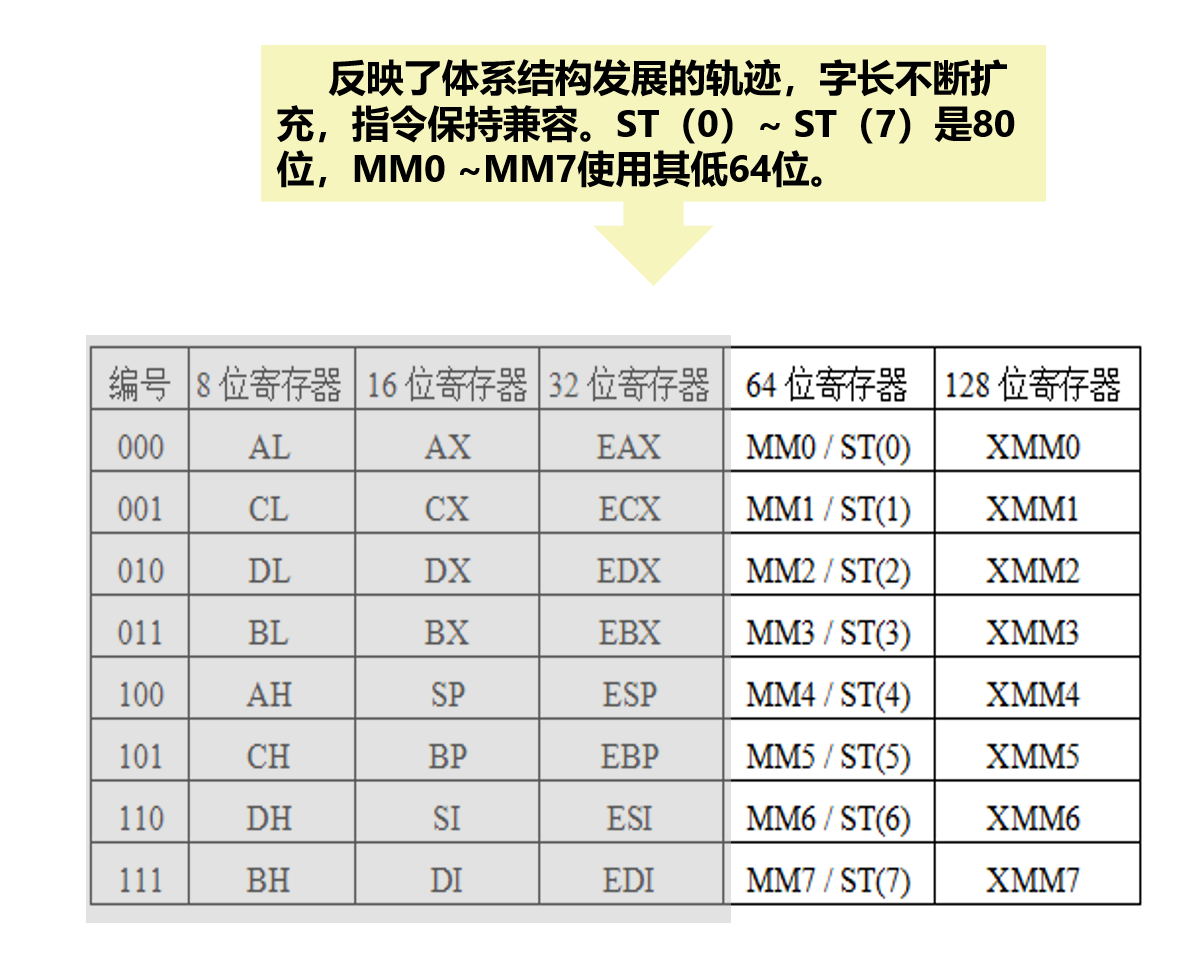 反映了体系结构发展的轨迹，字长不断扩
充，指令保持兼容。ST（0）~ ST（7）是80
位，MM0 ~MM7使用其低64位。
编号 8 位寄存器 16 位寄存器 32 位寄存器 64 位寄存器 128 位寄存器
000 AL AX EAX MM0 / ST(0) XMM0
001 CL CX ECX MM1 / ST(1) XMM1
010 DL DX EDX MM2 / ST(2) XMM2
011 BL BX EBX MM3 / ST(3) XMM3
100 AH SP ESP MM4 / ST(4) XMM4
101 CH BP EBP MM5 / ST(5) XMM5
110 DH SI ESI MM6 / ST(6) XMM6
111 BH DI EDI MM7 / ST(7) XMM7